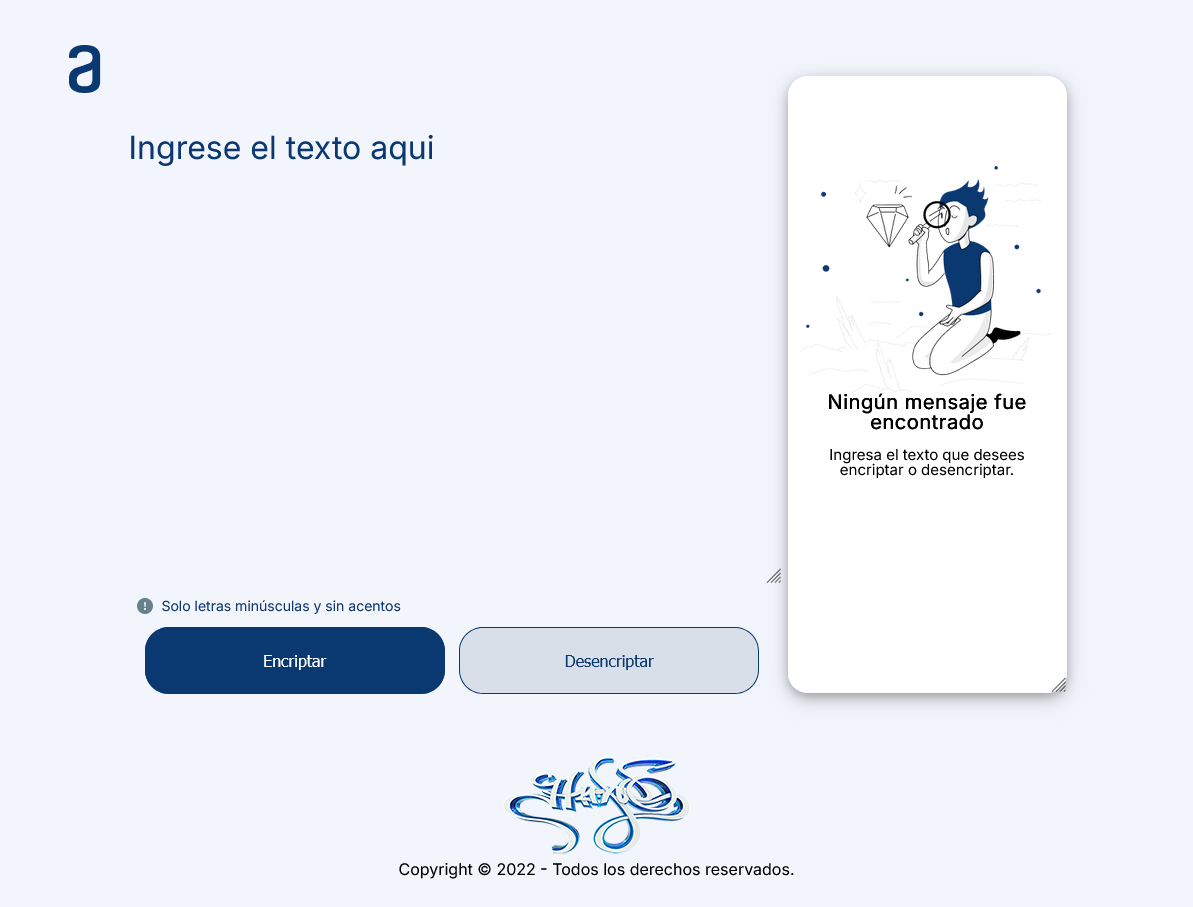 a
Ingrese el texto aqui
Ningún mensaje fue
encontrado
Ingresa el texto que desees
encriptar o desencriptar.
Solo letras minúsculas y sin acentos
Encriptar
Desencriptar
Copyright © 2022 - Todos los derechos reservados.